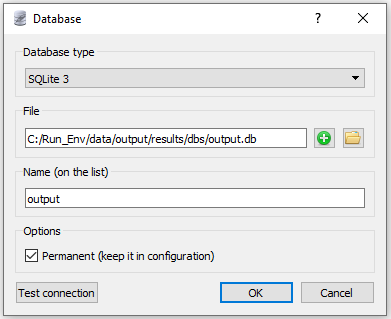 Database
?
Database type
SQLite 3
File
C:/Run_Env/data/output/results/dbs/output.db
Name (on the list)
output
Options
Permanent (keep it in configuration)
Test connection
OK
Cancel